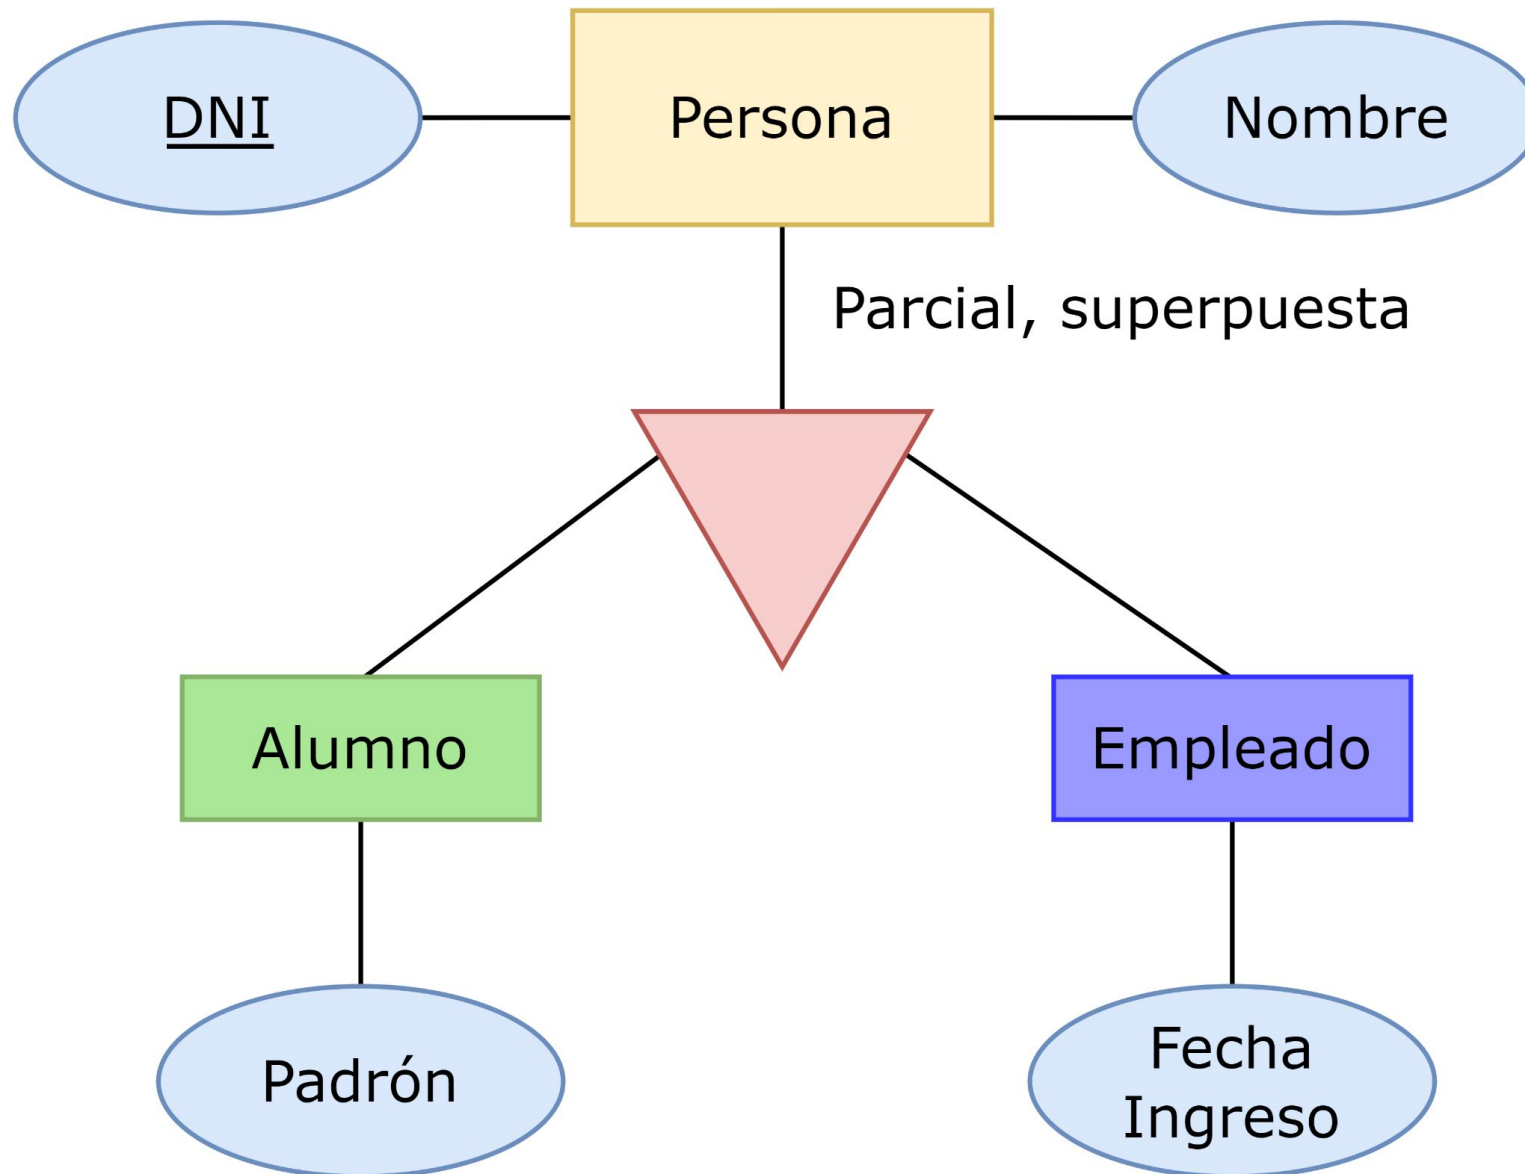 DNI
Persona
Nombre
Parcial, superpuesta
Alumno
Empleado
Padrón
Fecha
Ingreso